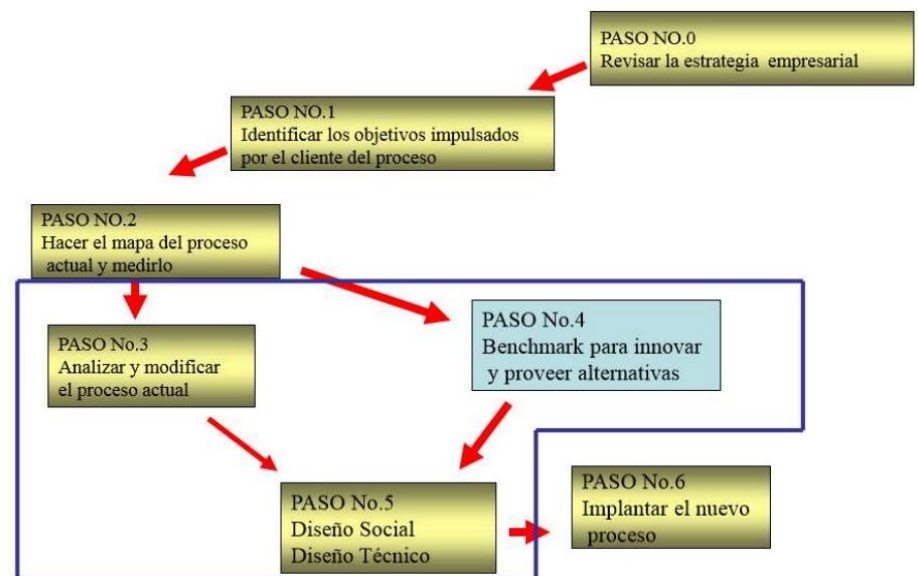 PASO NO.0
Revisar la estrategia empresarial
PASO NO.1
Identificar los objetivos impulsados
por el cliente del proceso
PASO NO.2
Hacer el mapa del proceso
actual y medirlo
PASO No.3
Analizar y modificar
el proceso actual
PASO No.4
Benchmark para innovar
y proveer alternativas
PASO No.5
Diseño Social
Diseño Técnico
PASO No.6
Implantar el nuevo
proceso